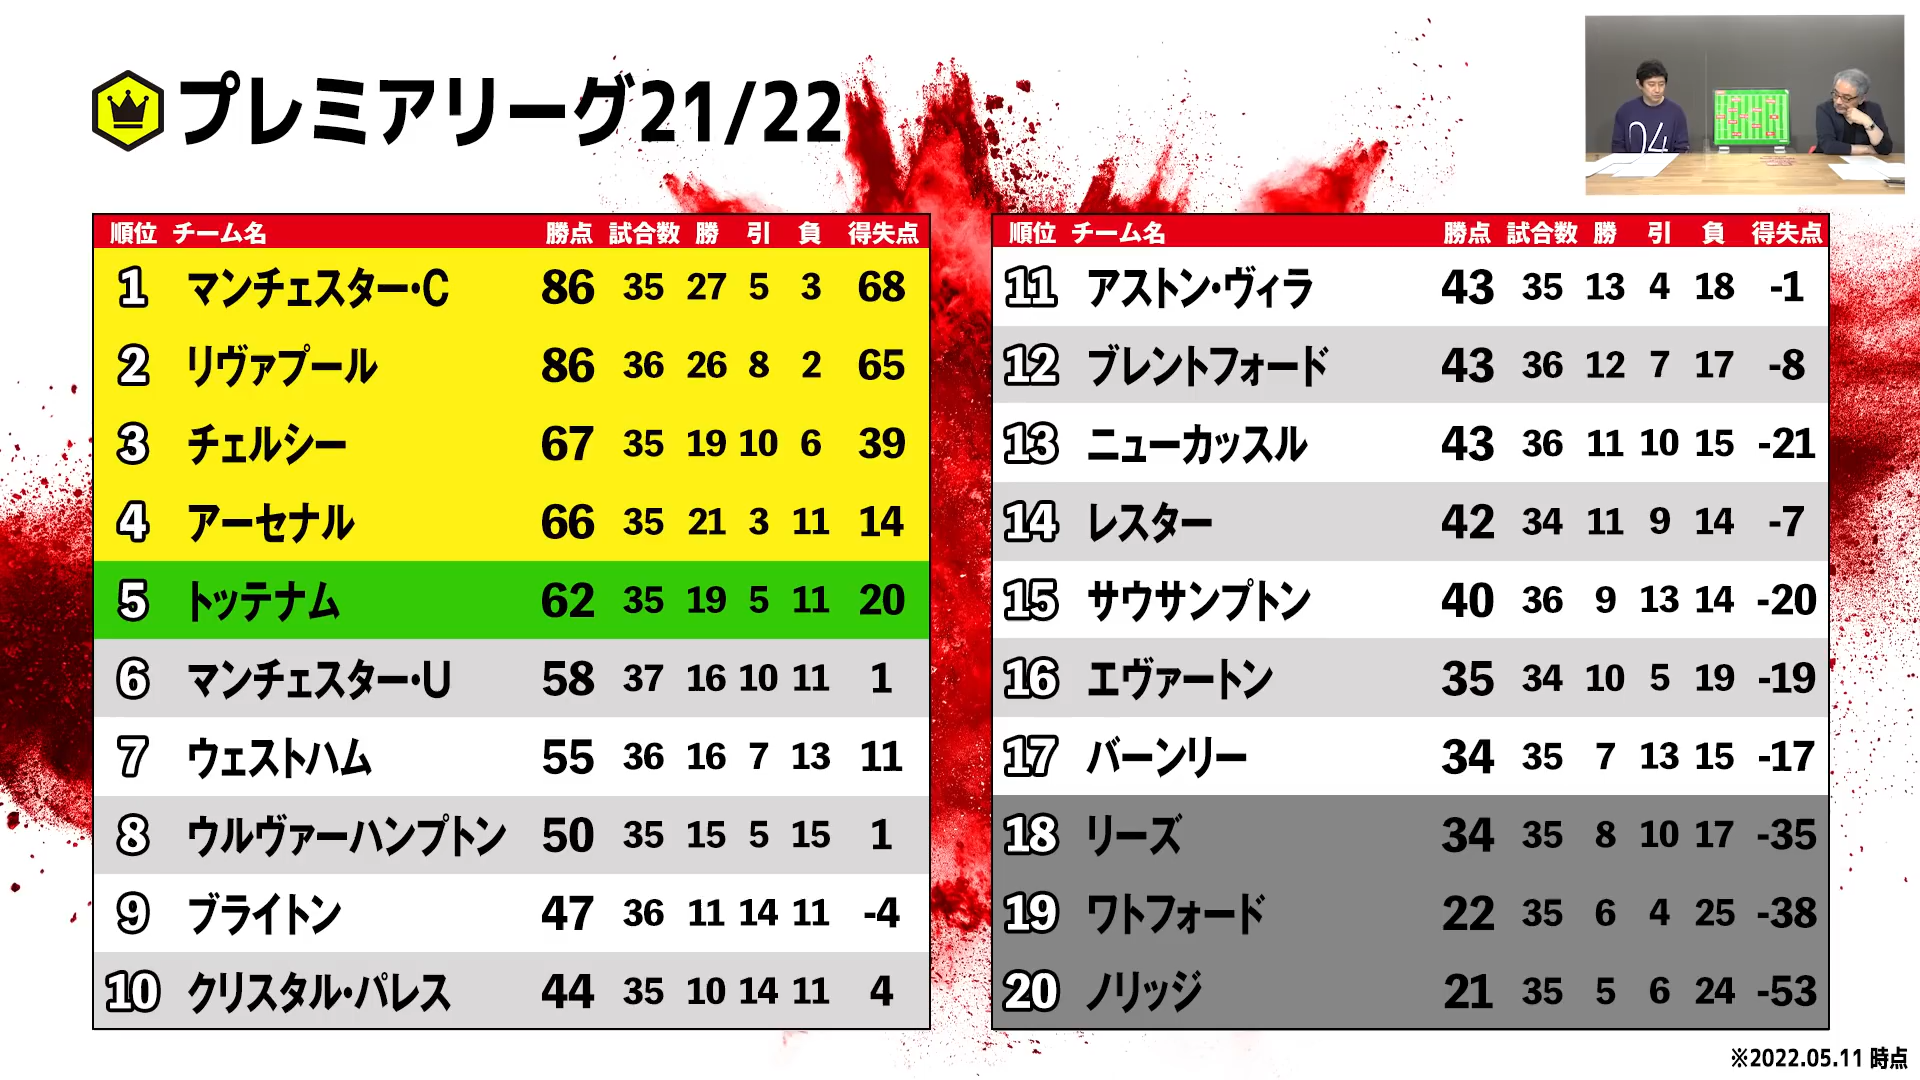 プレミアリーグ21/22
04
順位 チーム名 勝点 試合数 勝 引 負 得失点
1 マンチェスター・C 86 35 27 5 3 68
2 リヴァプール 86 36 26 8 2 65
3 チェルシー 67 35 19 10 6 39
4 アーセナル 66 35 21 3 11 14
5 トッテナム 62 35 19 5 11 20
6 マンチェスター・U 58 37 16 10 11 1
7 ウェストハム 55 36 16 7 13 11
8 ウルヴァーハンプトン 50 35 15 5 15 1
9 ブライトン 47 36 11 14 11 -4
10 クリスタル・パレス 44 35 10 14 11 4
順位 チーム名 勝点 試合数 勝 引 負 得失点
11 アストン・ヴィラ 43 35 13 4 18 -1
12 ブレントフォード 43 36 12 7 17 -8
13 ニューカッスル 43 36 11 10 15 -21
14 レスター 42 34 11 9 14 -7
15 サウサンプトン 40 36 9 13 14 -20
16 エヴァートン 35 34 10 5 19 -19
17 バーンリー 34 35 7 13 15 -17
18 リーズ 34 35 8 10 17 -35
19 ワトフォード 22 35 6 4 25 -38
20 ノリッジ 21 35 5 6 24 -53
※2022.05.11 時点